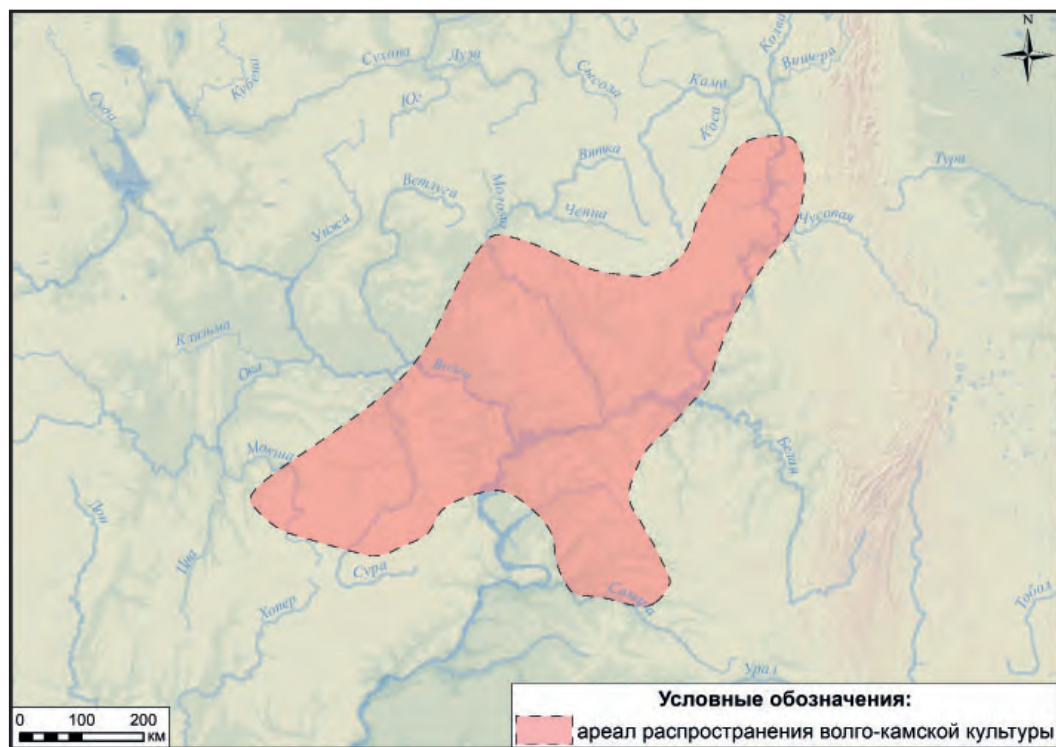 N
Колва
Вишера
Сухона
Луза
Кубена
Сысола
Кама
Юг
Суда
Коса
Вятка
Тура
Ветлуга
Молома
Чепца
Унжа
Чусовая
Клязьма
Ока
Волга
Мокша
Белая
Дон
Цна
Сура
Самара
Хопер
Тобол
Урал
Условные обозначения:
0 100 200
км
ареал распространения волго-камской культуры